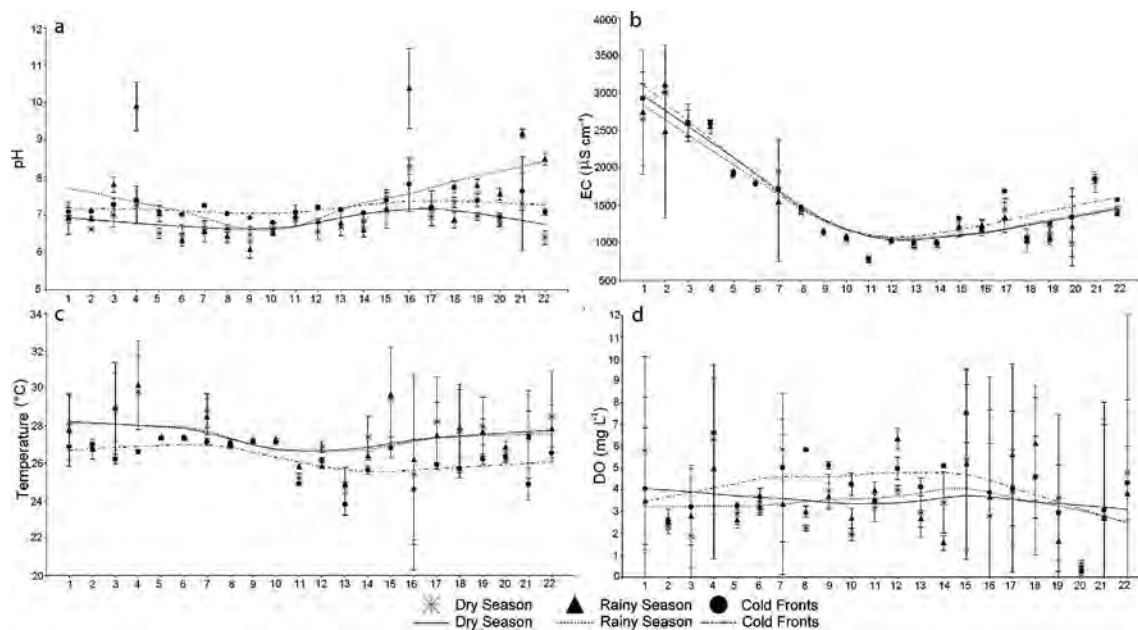 a
12
11
10
9
8
7
6
5
pH
1 2 3 4 5 6 7 8 9 10 11 12 13 14 15 16 17 18 19 20 21 22
b
4000
3500
3000
2500
2000
1500
1000
500
EC (µS cm⁻¹)
1 2 3 4 5 6 7 8 9 10 11 12 13 14 15 16 17 18 19 20 21 22
c
34
32
30
28
26
24
22
20
Temperature (°C)
1 2 3 4 5 6 7 8 9 10 11 12 13 14 15 16 17 18 19 20 21 22
d
12
11
10
9
8
7
6
5
4
3
2
1
0
DO (mg L⁻¹)
1 2 3 4 5 6 7 8 9 10 11 12 13 14 15 16 17 18 19 20 21 22
Dry Season Rainy Season Cold Fronts
Dry Season Rainy Season Cold Fronts